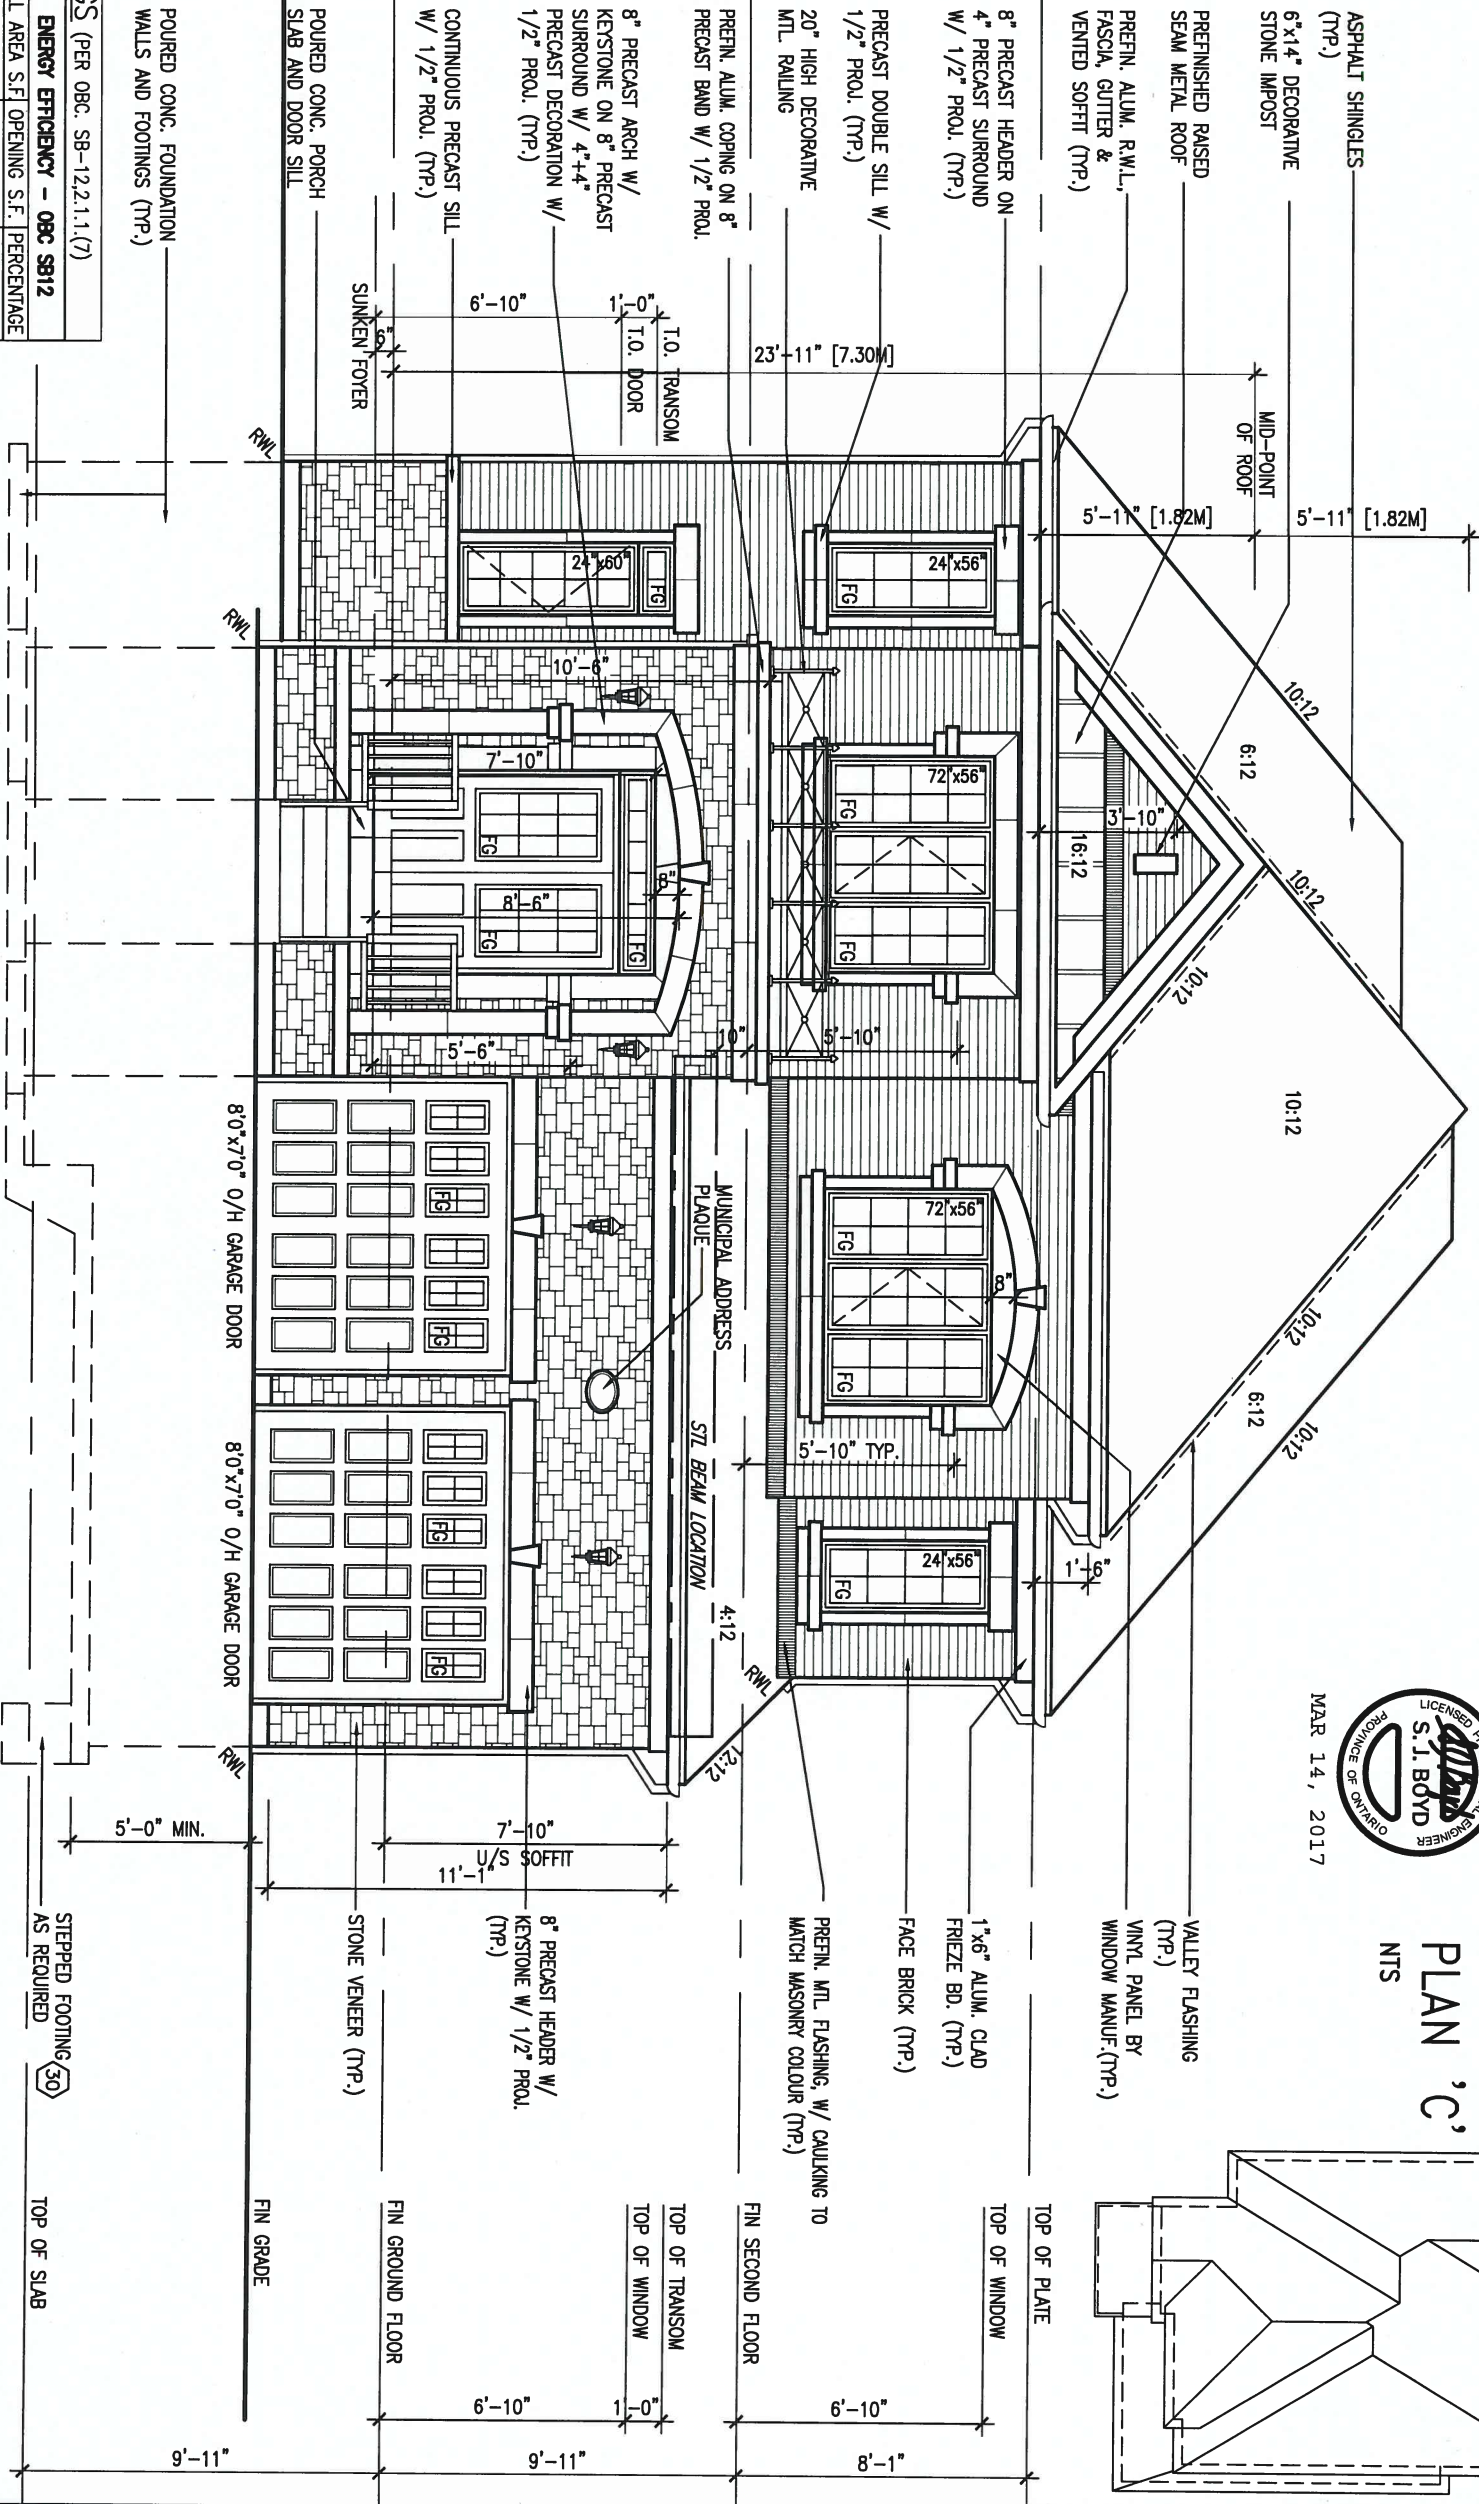 ASPHALT SHINGLES
(TYP.)
6"x14" DECORATIVE
STONE IMPOST
PREFINISHED RAISED
SEAM METAL ROOF
PREFIN. ALUM. R.W.L.,
FASCIA, GUTTER &
VENTED SOFFIT (TYP.)
8" PRECAST HEADER ON
4" PRECAST SURROUND
W/ 1/2" PROJ. (TYP.)
PRECAST DOUBLE SILL W/
1/2" PROJ. (TYP.)
20" HIGH DECORATIVE
MTL. RAILING
PREFIN. ALUM. COPING ON 8"
PRECAST BAND W/ 1/2" PROJ.
8" PRECAST ARCH W/
KEYSTONE ON 8" PRECAST
SURROUND W/ 4"+4"
PRECAST DECORATION W/
1/2" PROJ. (TYP.)
CONTINUOUS PRECAST SILL
W/ 1/2" PROJ. (TYP.)
POURED CONC. PORCH
SLAB AND DOOR SILL
POURED CONC. FOUNDATION
WALLS AND FOOTINGS (TYP.)
GS (PER OBC. SB-12,2.1.1.(7)
ENERGY EFFICIENCY - OBC SB12
L AREA S.F. OPENING S.F. PERCENTAGE
5'-11" [1.82M]
MID-POINT
OF ROOF
5'-11" [1.82M]
23'-11" [7.30M]
T.O. TRANSOM
1'-0"
T.O. DOOR
6'-10"
6"
SUNKEN FOYER
RWL
RWL
24"x56"
FG
24"x60"
FG
10:12
6:12
10:12
10:12
10:12
10:12
6:12
10:12
3'-10"
16:12
72"x56"
FG
FG
10'-6"
7'-10"
8"
8'-6"
FG
FG
FG
5'-6"
10"
5'-10"
72"x56"
8"
FG
FG
5'-10" TYP.
24"x56"
FG
1'-6"
MUNICIPAL ADDRESS
PLAQUE
STL BEAM LOCATION
4:12
RWL
12:12
FG
FG
FG
FG
8'0"x7'0" O/H GARAGE DOOR
8'0"x7'0" O/H GARAGE DOOR
RWL
5'-0" MIN.
7'-10"
U/S SOFFIT
11'-1"
LICENSED
S. J. BOYD
ENGINEER
PROVINCE OF ONTARIO
MAR 14, 2017
PLAN 'C'
NTS
VALLEY FLASHING
(TYP.)
VINYL PANEL BY
WINDOW MANUF.(TYP.)
1"x6" ALUM. CLAD
FRIEZE BD. (TYP.)
FACE BRICK (TYP.)
PREFIN. MTL. FLASHING, W/ CAULKING TO
MATCH MASONRY COLOUR (TYP.)
8" PRECAST HEADER W/
KEYSTONE W/ 1/2" PROJ.
(TYP.)
STONE VENEER (TYP.)
STEPPED FOOTING
AS REQUIRED
30
TOP OF PLATE
TOP OF WINDOW
FIN SECOND FLOOR
TOP OF TRANSOM
TOP OF WINDOW
FIN GROUND FLOOR
FIN GRADE
TOP OF SLAB
6'-10"
1'-0"
6'-10"
8'-1"
9'-11"
9'-11"